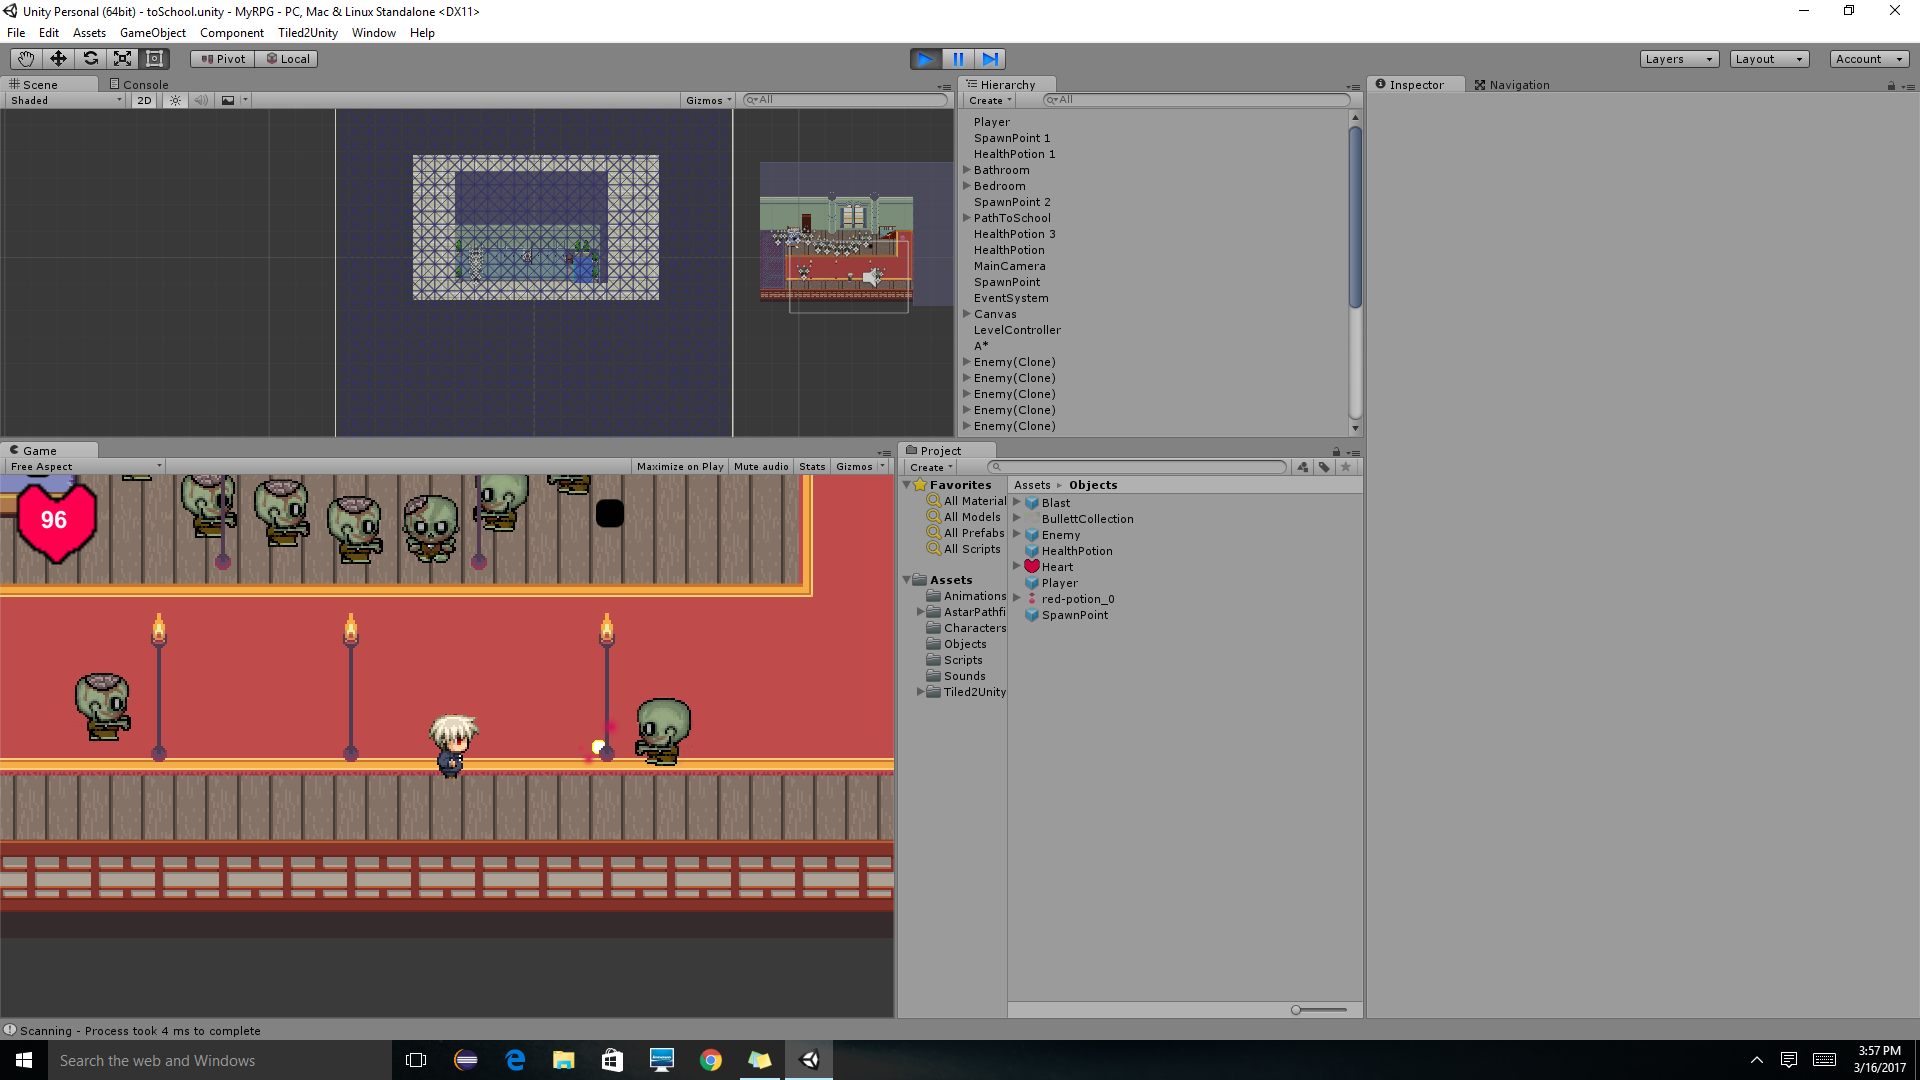 Unity Personal (64bit) - toSchool.unity - MyRPG - PC, Mac & Linux Standalone <DX11>
File Edit Assets GameObject Component Tiled2Unity Window Help
Pivot Local Layers Layout Account
Scene Console Hierarchy Inspector Navigation
Shaded 2D Gizmos All Create All
Player
SpawnPoint 1
HealthPotion 1
Bathroom
Bedroom
SpawnPoint 2
PathToSchool
HealthPotion 3
HealthPotion
MainCamera
SpawnPoint
EventSystem
Canvas
LevelController
A*
Enemy(Clone)
Enemy(Clone)
Enemy(Clone)
Enemy(Clone)
Enemy(Clone)
Game
Free Aspect Maximize on Play Mute audio Stats Gizmos
96
Project
Create
Favorites
All Material
All Models
All Prefabs
All Scripts
Assets
Animations
AstarPathfi
Characters
Objects
Scripts
Sounds
Tiled2Unity
Assets Objects
Blast
BullettCollection
Enemy
HealthPotion
Heart
Player
red-potion_0
SpawnPoint
Scanning - Process took 4 ms to complete
Search the web and Windows
3:57 PM
3/16/2017